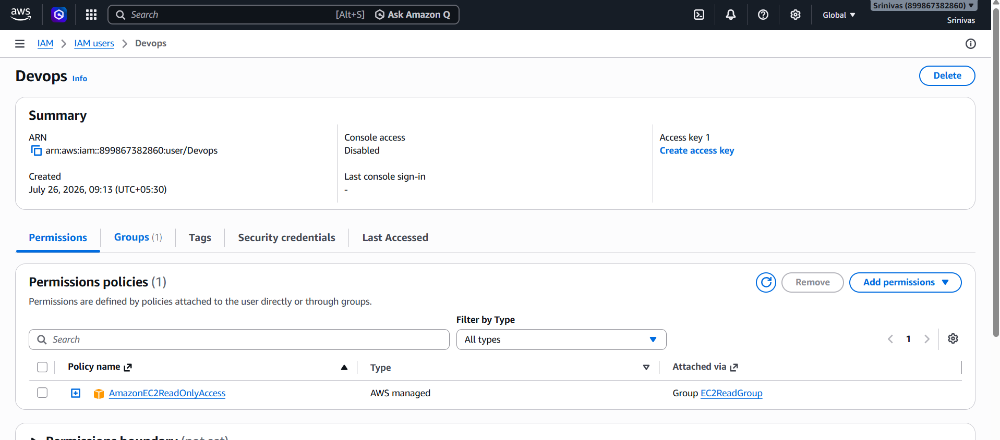 aws
Search [Alt+S] Ask Amazon Q
Global
Srinivas (899867382860)
Srinivas
IAM IAM users Devops
Devops Info
Delete
Summary
ARN
arn:aws:iam::899867382860:user/Devops
Created
July 26, 2026, 09:13 (UTC+05:30)
Console access
Disabled
Last console sign-in
-
Access key 1
Create access key
Permissions Groups (1) Tags Security credentials Last Accessed
Permissions policies (1)
Remove Add permissions
Permissions are defined by policies attached to the user directly or through groups.
Filter by Type
Search All types 1
Policy name Type Attached via
AmazonEC2ReadOnlyAccess AWS managed Group EC2ReadGroup
Permissions boundary (not set)